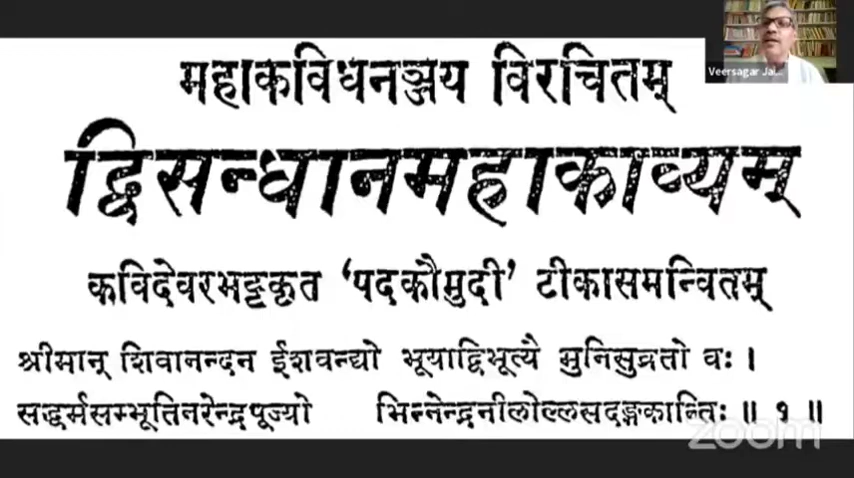 Veersagar Ja...
महाकविधनञ्जय विरचितम्
द्विसन्धानमहाकाव्यम्
कविदेवरभट्टकृत ‘पदकौमुदी’ टीकासमन्वितम्
श्रीमान् शिवानन्दन ईशवन्द्यो भूयाद्विभूत्यै मुनिसुव्रतो वः ।
सद्धर्मसम्भूतिनरेन्द्रपूज्यो भिन्नेन्द्रनीलोल्लसदङ्गकान्तिः ॥ १ ॥
zoom